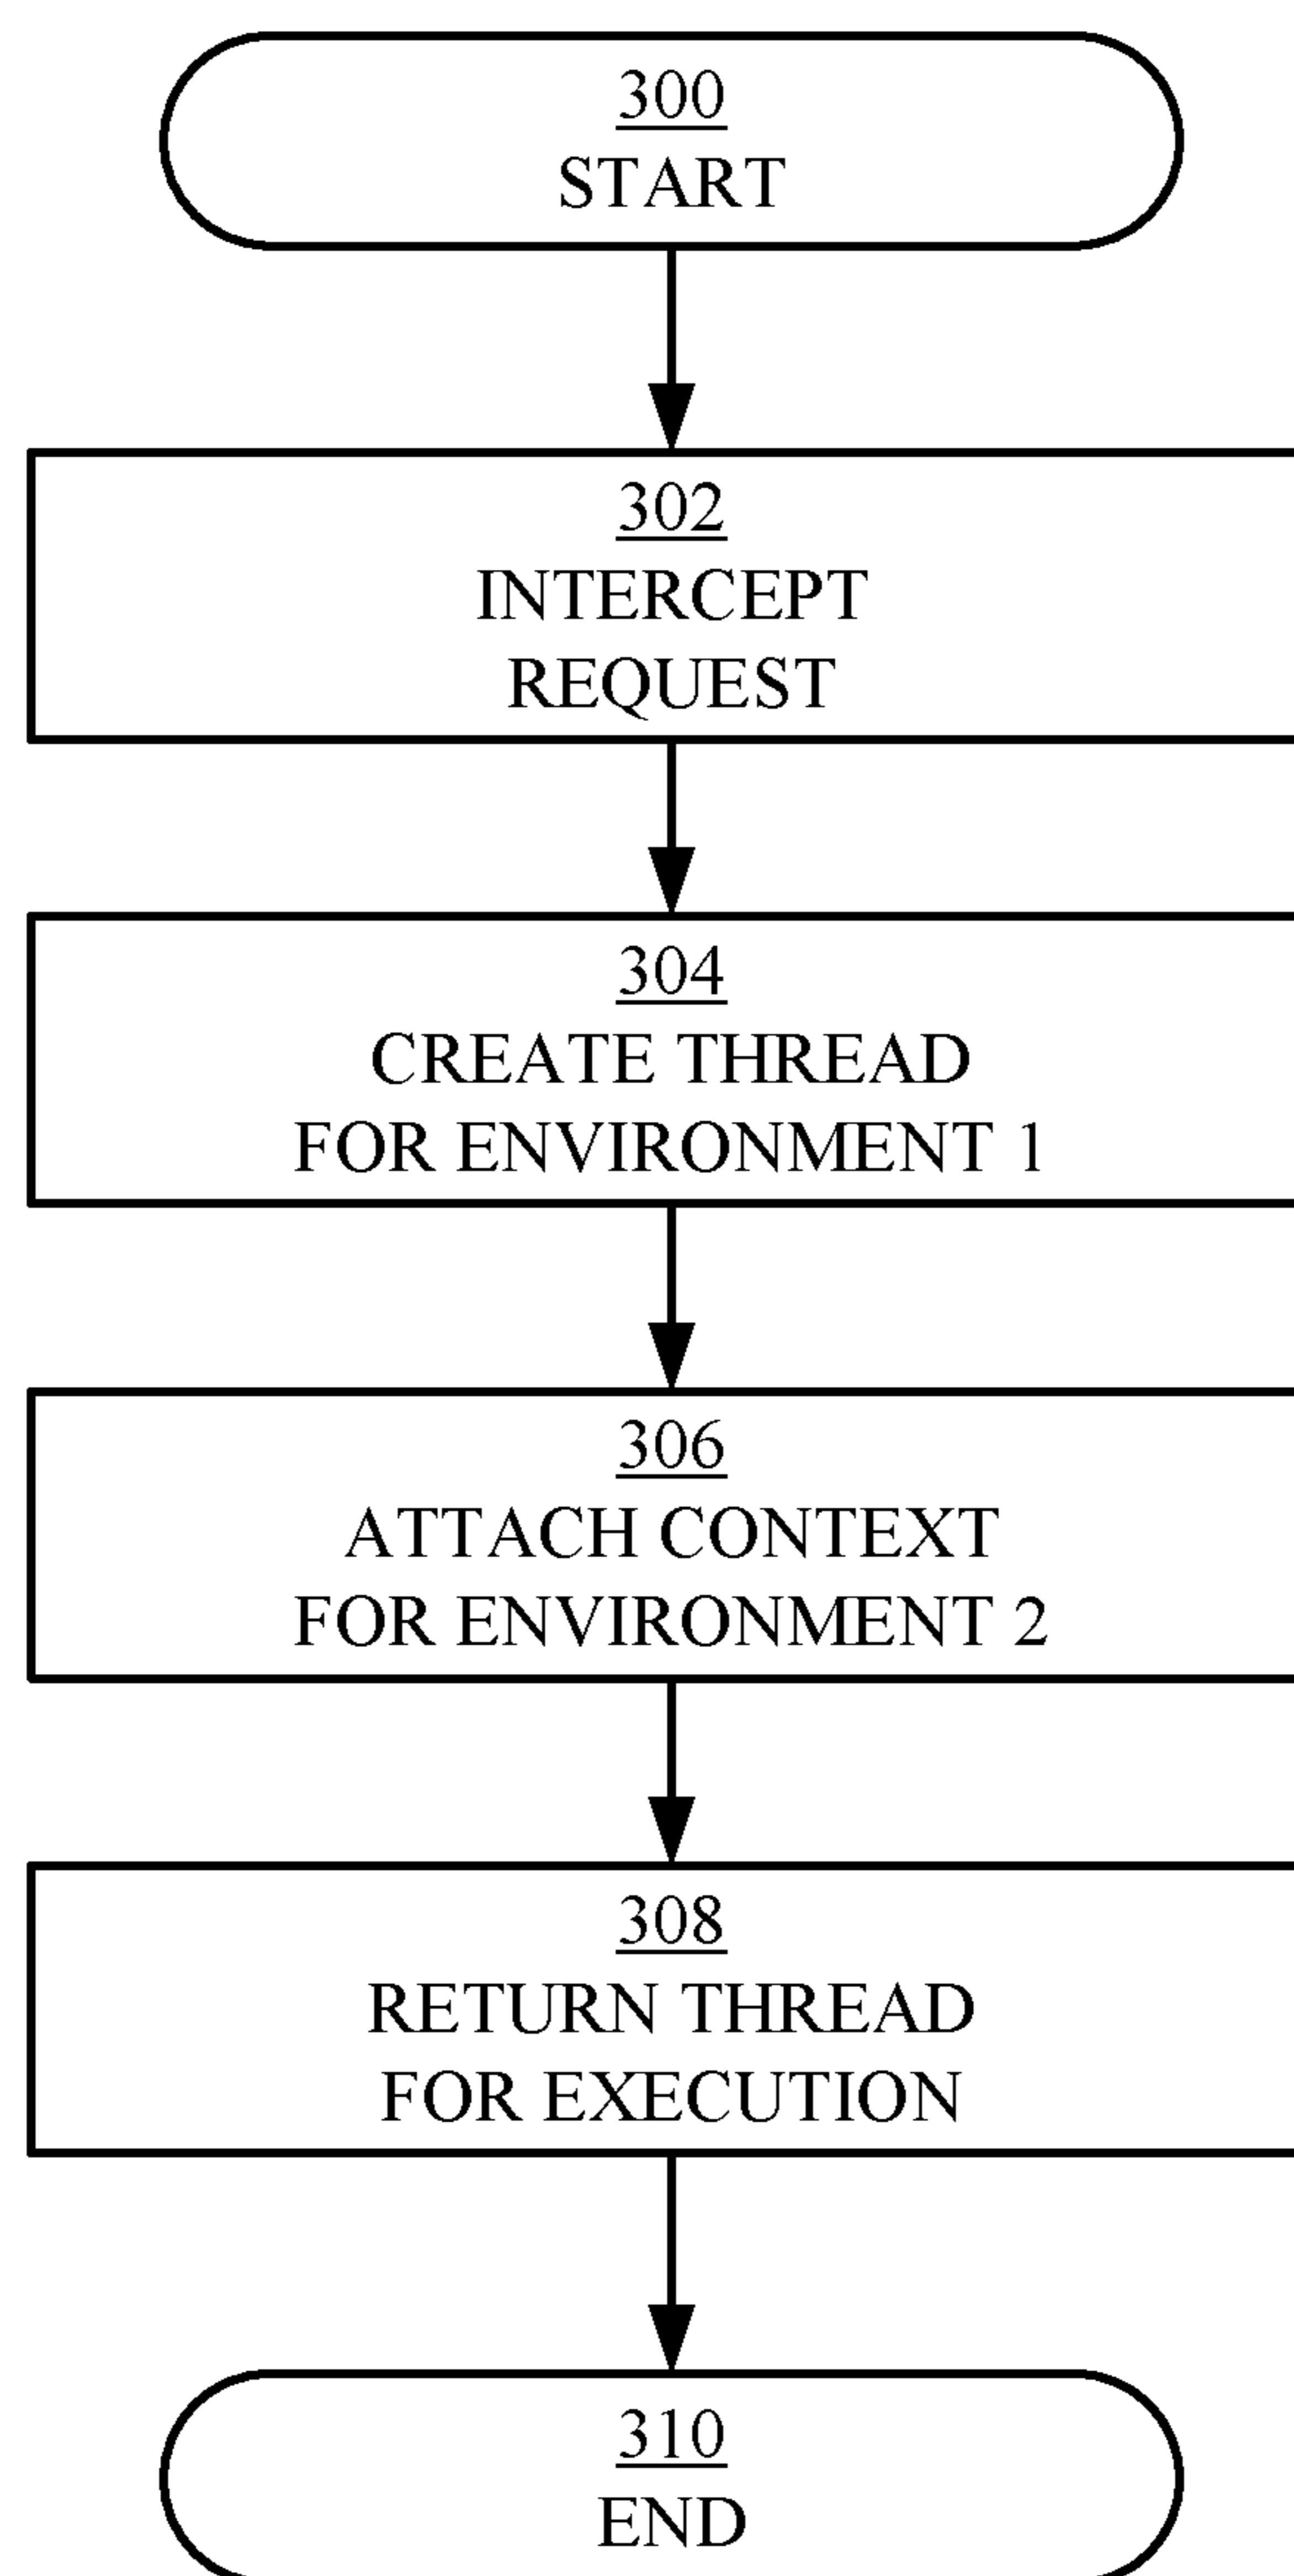 300
START
302
INTERCEPT
REQUEST
304
CREATE THREAD
FOR ENVIRONMENT 1
306
ATTACH CONTEXT
FOR ENVIRONMENT 2
308
RETURN THREAD
FOR EXECUTION
310
END